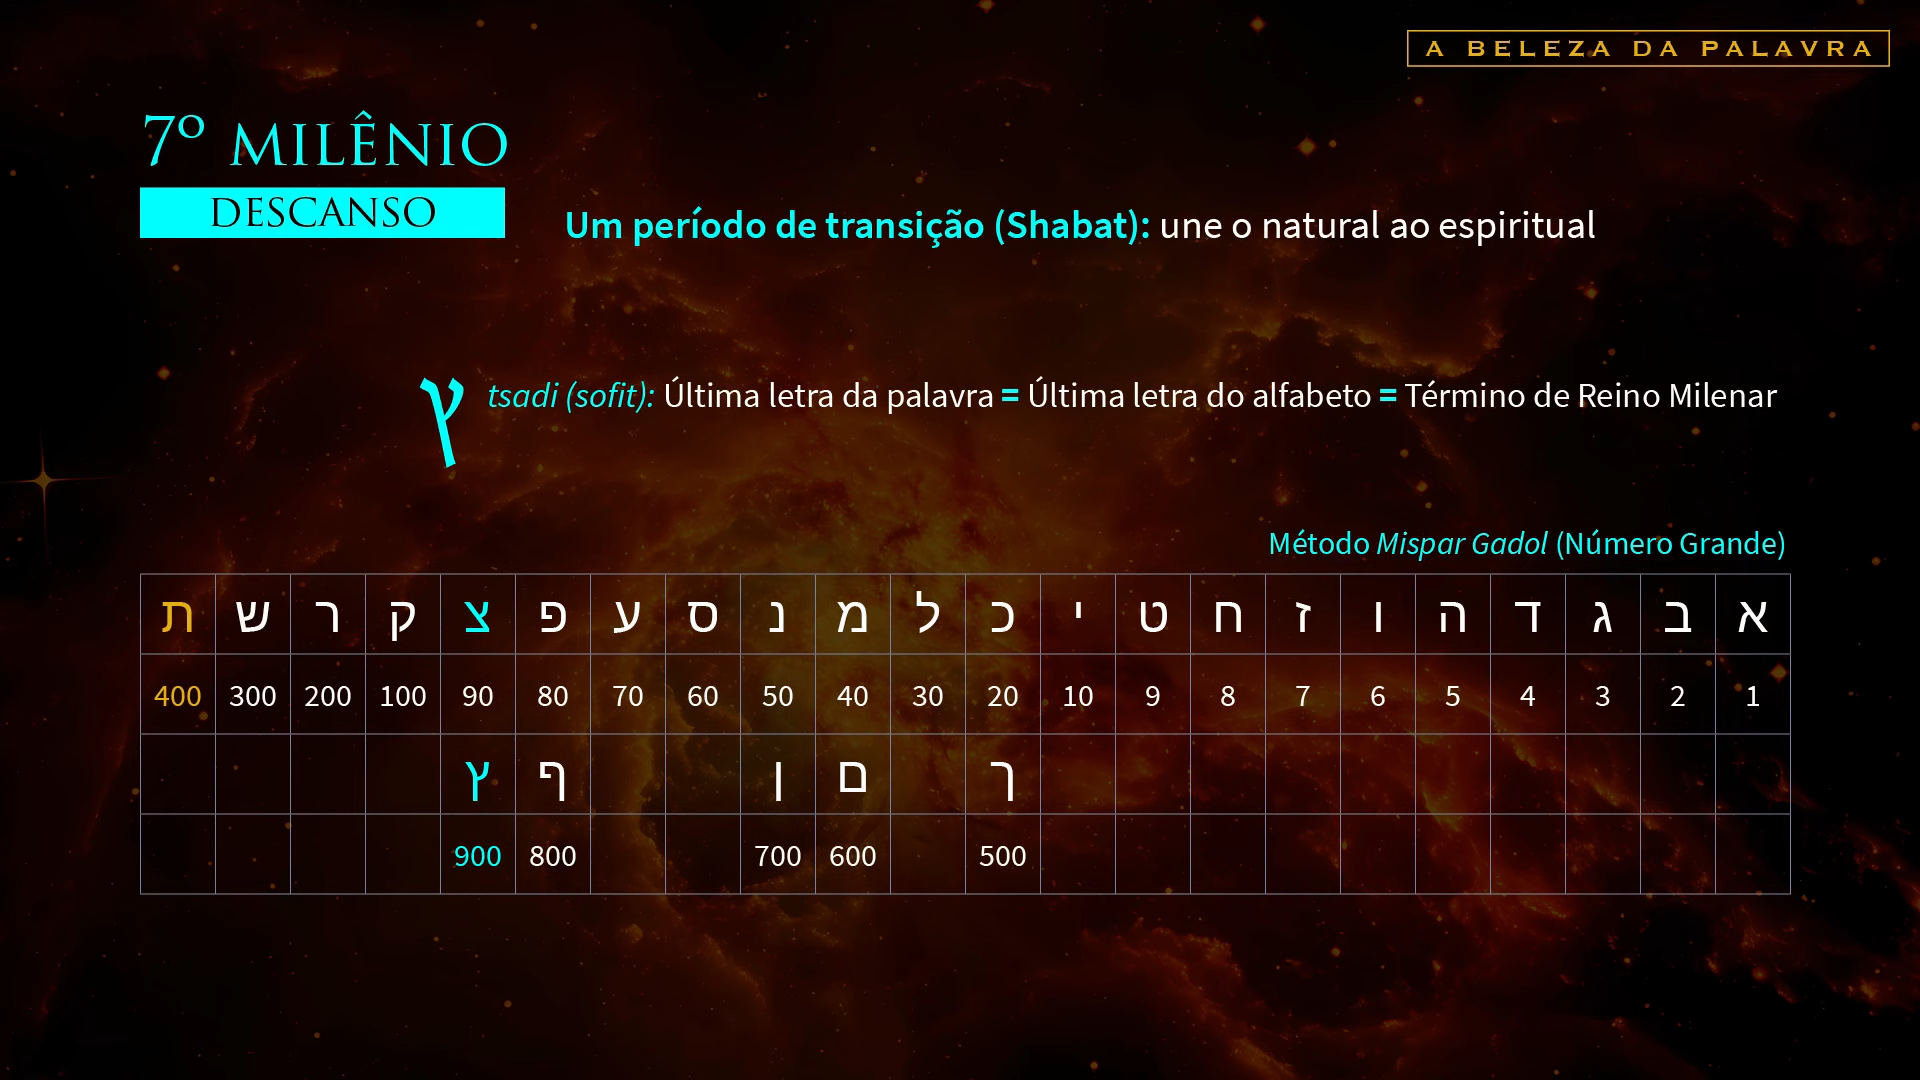 A BELEZA DA PALAVRA
7º MILÊNIO
DESCANSO
Um período de transição (Shabat): une o natural ao espiritual
ץ tsadi (sofit): Última letra da palavra = Última letra do alfabeto = Término de Reino Milenar
Método Mispar Gadol (Número Grande)
א ב ג ד ה ו ז ח ט י כ ל מ נ ס ע פ צ ק ר ש ת
400 300 200 100 90 80 70 60 50 40 30 20 10 9 8 7 6 5 4 3 2 1
ך ם ן ף ץ
900 800 700 600 500